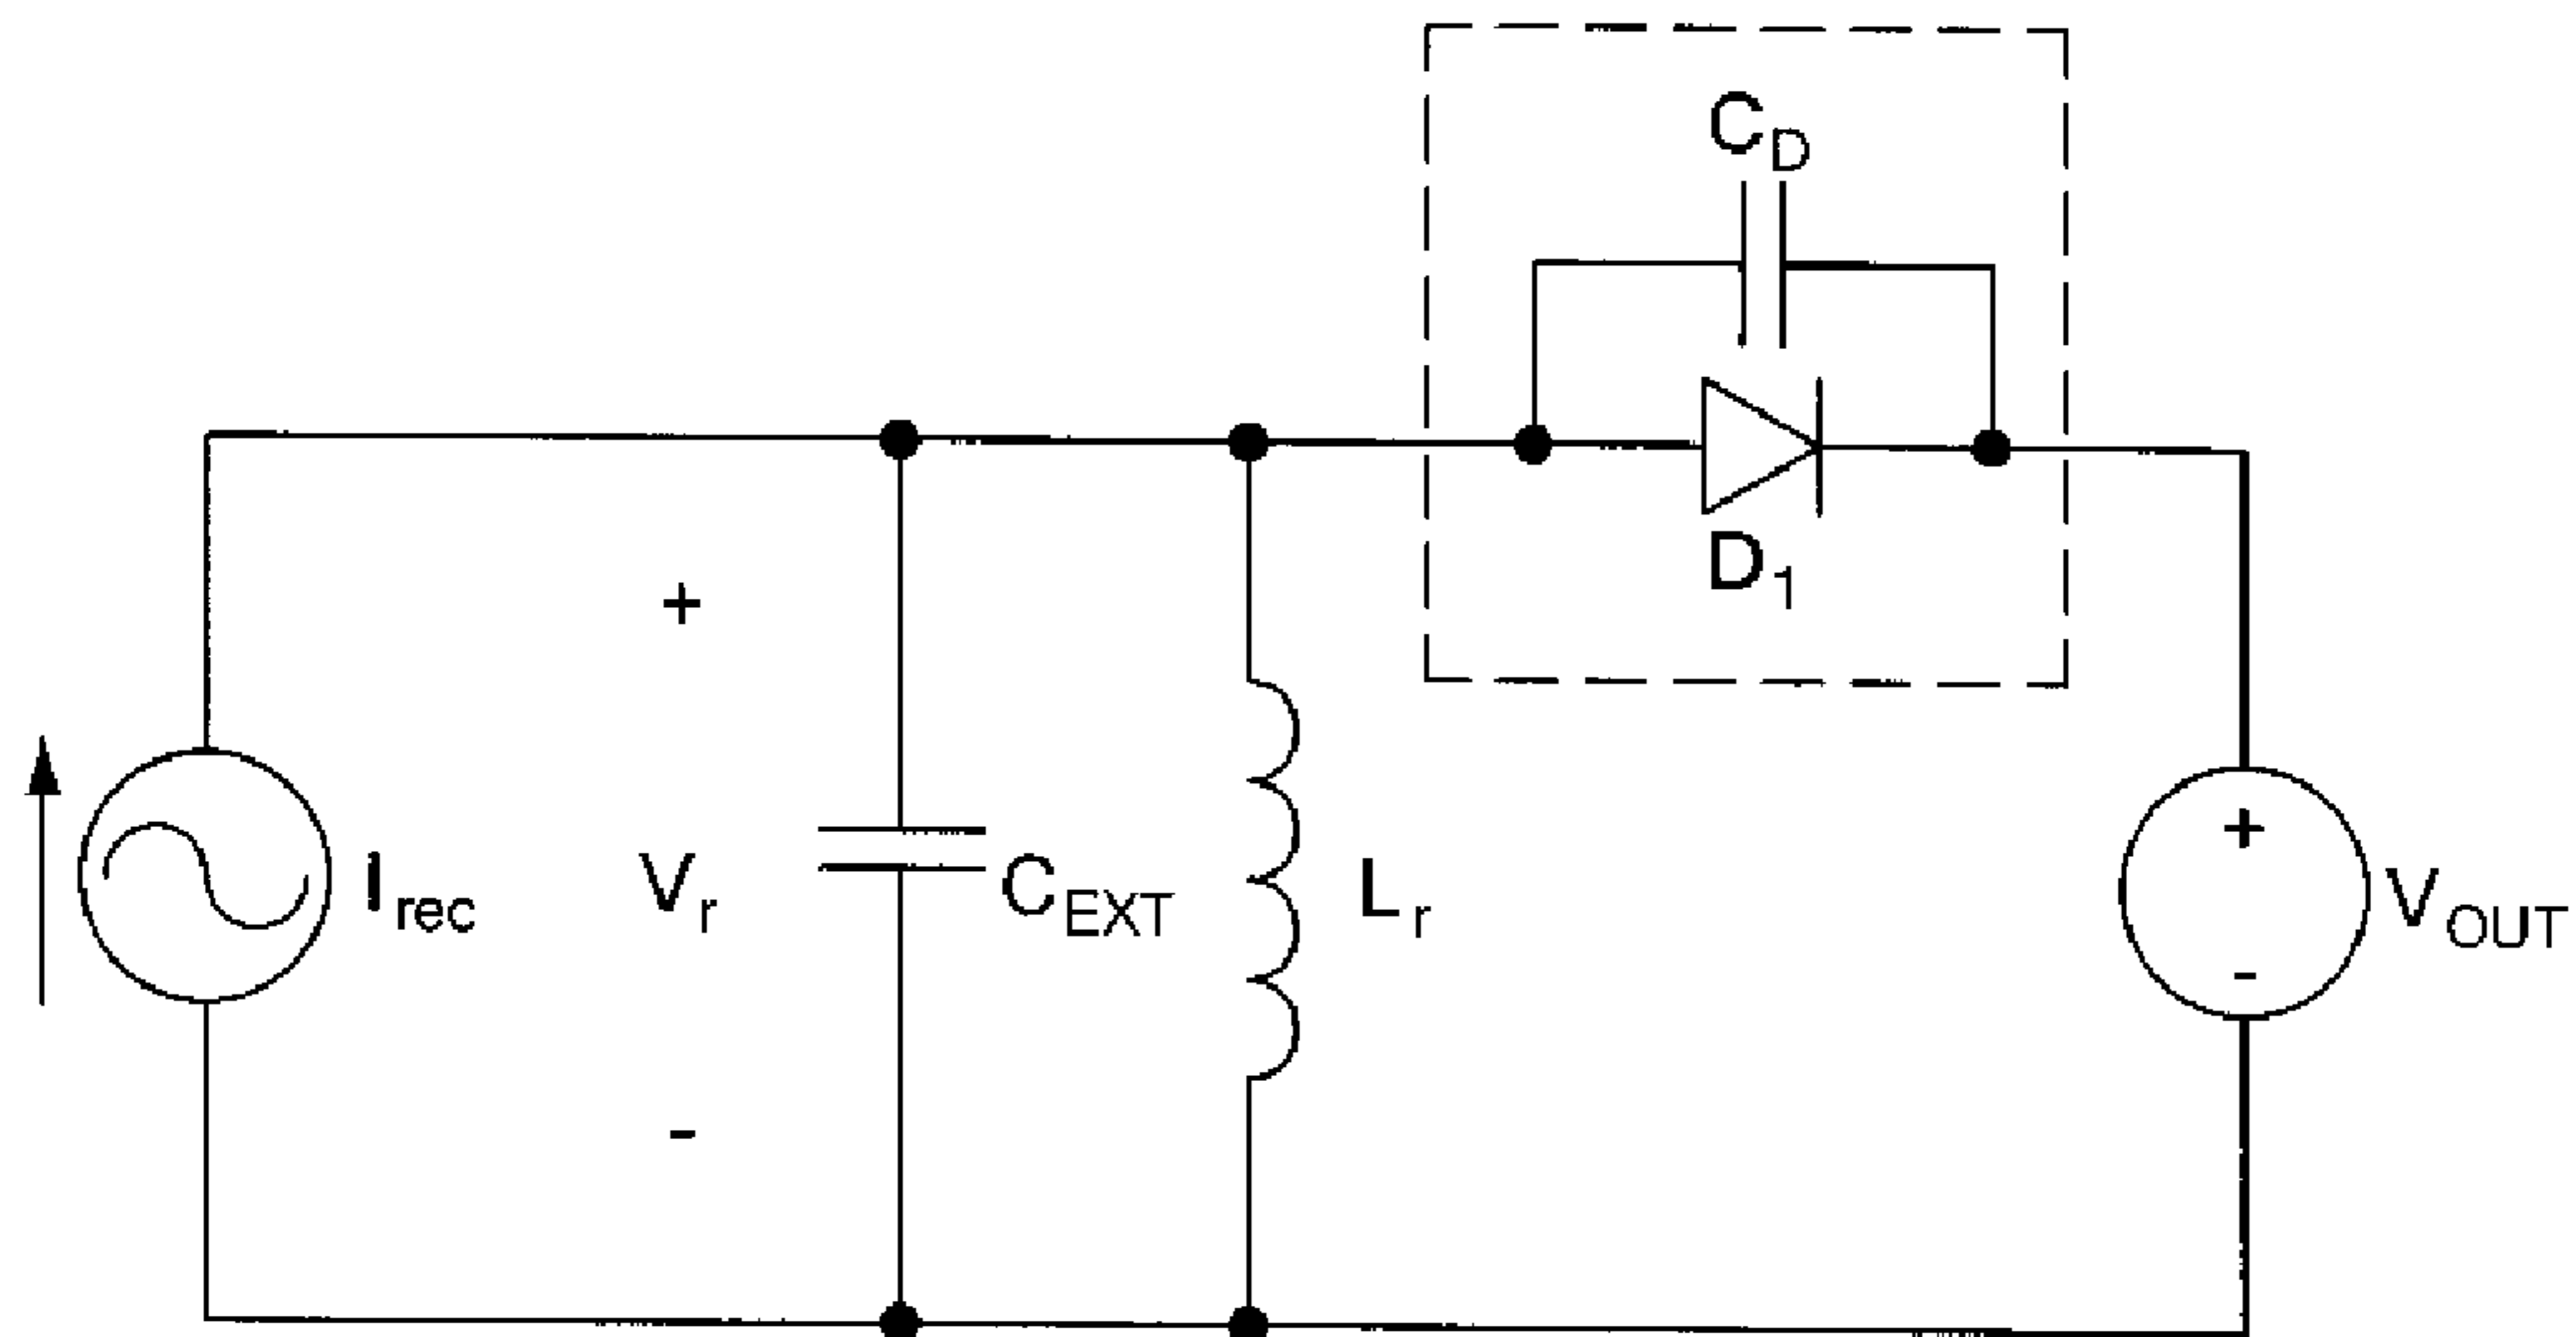 C_D
D_1
+
I_rec
V_r
C_EXT
L_r
+
-
V_OUT
-